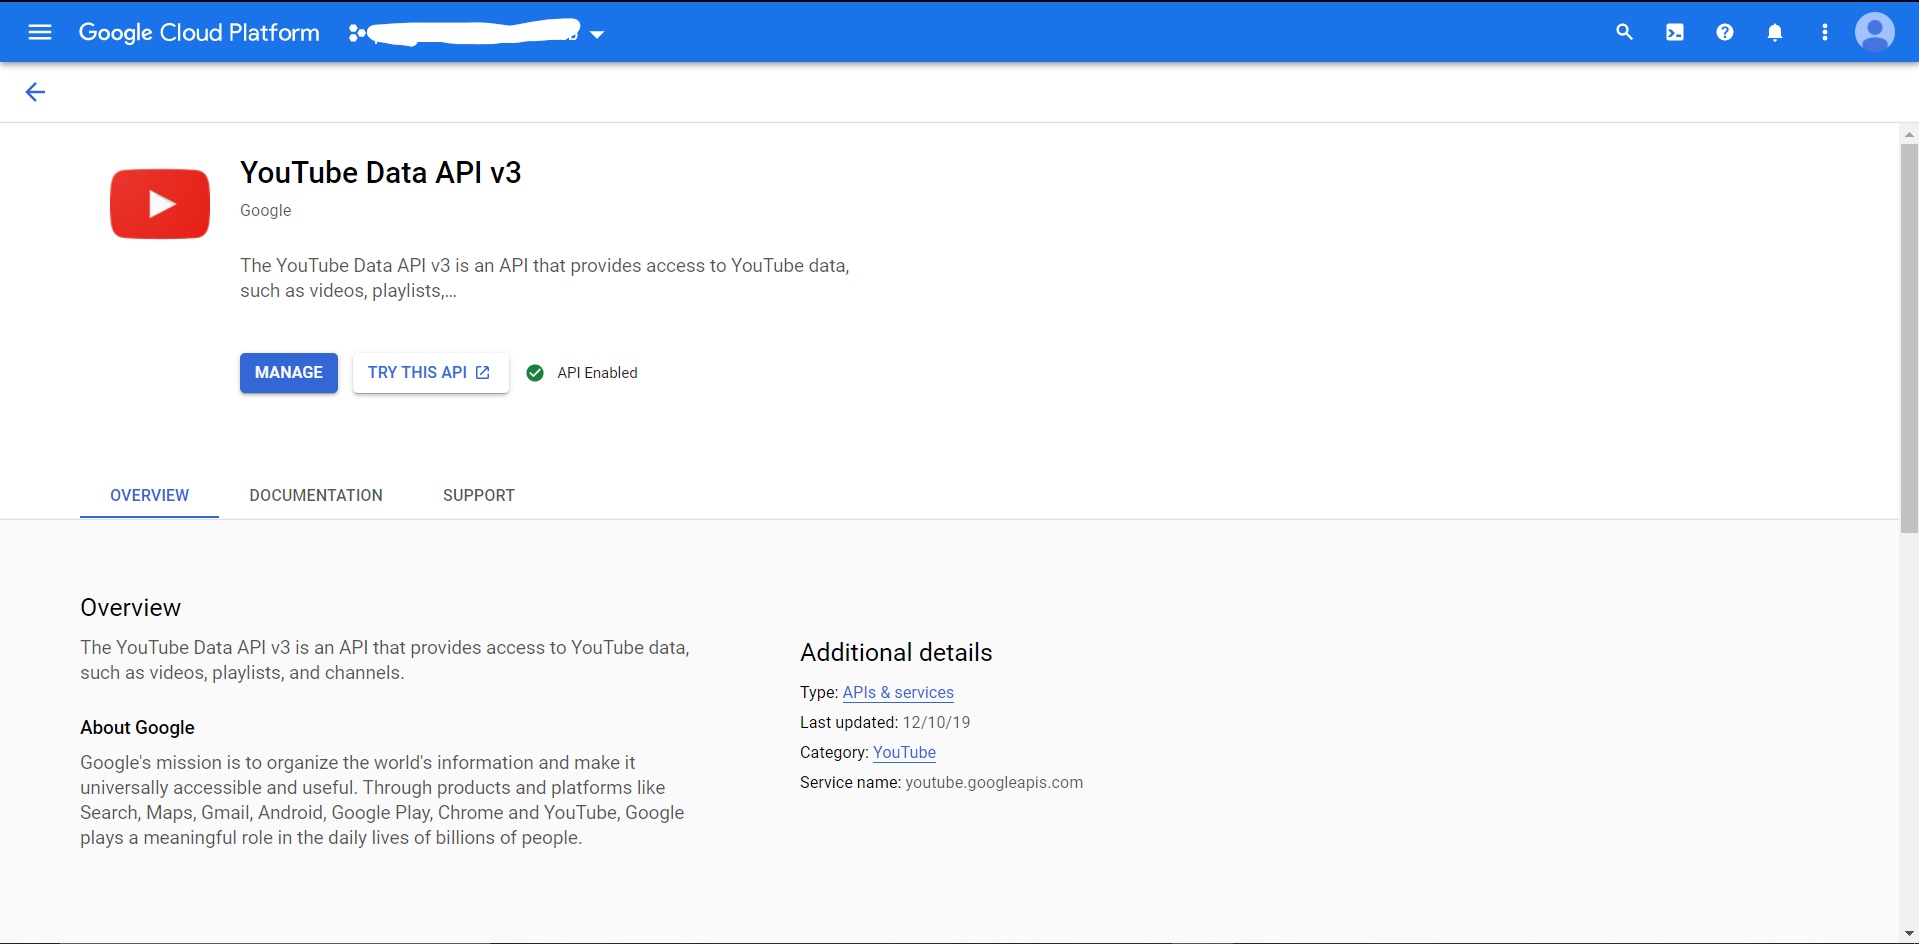 Google Cloud Platform
YouTube Data API v3
Google
The YouTube Data API v3 is an API that provides access to YouTube data,
such as videos, playlists,...
MANAGE TRY THIS API API Enabled
OVERVIEW DOCUMENTATION SUPPORT
Overview
The YouTube Data API v3 is an API that provides access to YouTube data,
such as videos, playlists, and channels.
About Google
Google's mission is to organize the world's information and make it
universally accessible and useful. Through products and platforms like
Search, Maps, Gmail, Android, Google Play, Chrome and YouTube, Google
plays a meaningful role in the daily lives of billions of people.
Additional details
Type: APIs & services
Last updated: 12/10/19
Category: YouTube
Service name: youtube.googleapis.com